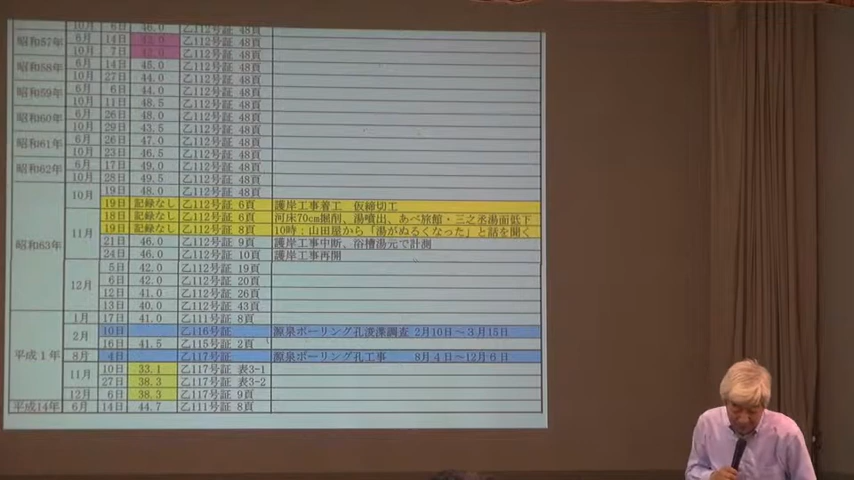 10月 6日 46.0 乙112号証 48頁
昭和57年 6月 14日 乙112号証 48頁
10月 7日 乙112号証 48頁
昭和58年 6月 14日 45.0 乙112号証 48頁
10月 27日 44.0 乙112号証 48頁
昭和59年 6月 6日 44.0 乙112号証 48頁
10月 11日 48.5 乙112号証 48頁
昭和60年 6月 26日 48.0 乙112号証 48頁
10月 29日 43.5 乙112号証 48頁
昭和61年 6月 26日 47.0 乙112号証 48頁
10月 23日 46.5 乙112号証 48頁
昭和62年 6月 17日 49.0 乙112号証 48頁
10月 28日 49.5 乙112号証 48頁
昭和63年 10月 19日 48.0 乙112号証 48頁
19日 記録なし 乙112号証 6頁 護岸工事着工 仮締切工
11月 18日 記録なし 乙112号証 6頁 河床70cm掘削、湯噴出、あべ旅館・三之丞湯面低下
19日 記録なし 乙112号証 8頁 10時：山田屋から「湯がぬるくなった」と話を聞く
21日 46.0 乙112号証 9頁 護岸工事中断、浴槽湯元で計測
24日 46.0 乙112号証 10頁 護岸工事再開
12月 5日 42.0 乙112号証 19頁
6日 42.0 乙112号証 20頁
12日 41.0 乙112号証 26頁
13日 40.0 乙112号証 43頁
平成1年 1月 17日 41.0 乙111号証 8頁
2月 10日 乙116号証 源泉ボーリング孔洗滌調査 2月10日～3月15日
16日 41.5 乙115号証 2頁
8月 4日 乙117号証 源泉ボーリング孔工事 8月4日～12月6日
11月 10日 33.1 乙117号証 表3-1
27日 38.3 乙117号証 表3-2
12月 6日 38.3 乙117号証 9頁
平成14年 6月 14日 44.7 乙111号証 8頁